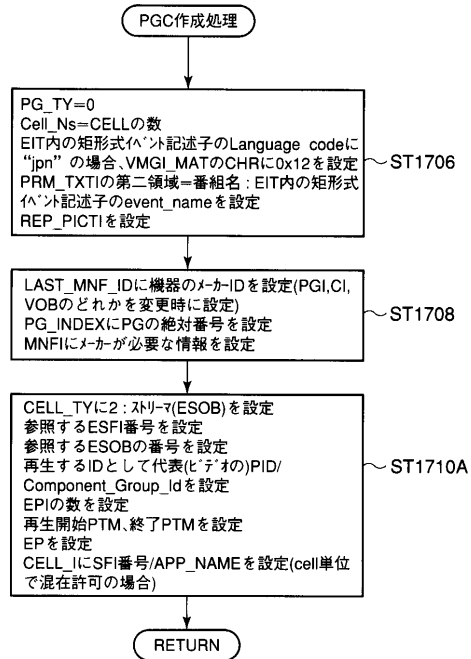 PGC作成処理
PG_TY=0
Cell_Ns=CELLの数
EIT内の矩形式ｲﾍﾞﾝﾄ記述子のLanguage codeに
“jpn”の場合、VMGI_MATのCHRに0x12を設定
PRM_TXTIの第二領域=番組名:EIT内の矩形式
ｲﾍﾞﾝﾄ記述子のevent_nameを設定
REP_PICTIを設定
ST1706
LAST_MNF_IDに機器のﾒｰｶｰIDを設定(PGI,CI,
VOBのどれかを変更時に設定)
PG_INDEXにPGの絶対番号を設定
MNFIにﾒｰｶｰが必要な情報を設定
ST1708
CELL_TYに2:ｽﾄﾘｰﾏ(ESOB)を設定
参照するESFI番号を設定
参照するESOBの番号を設定
再生するIDとして代表(ﾋﾞﾃﾞｵの)PID/
Component_Group_Idを設定
EPIの数を設定
再生開始PTM、終了PTMを設定
EPを設定
CELL_IにSFI番号/APP_NAMEを設定(cell単位
で混在許可の場合)
ST1710A
RETURN